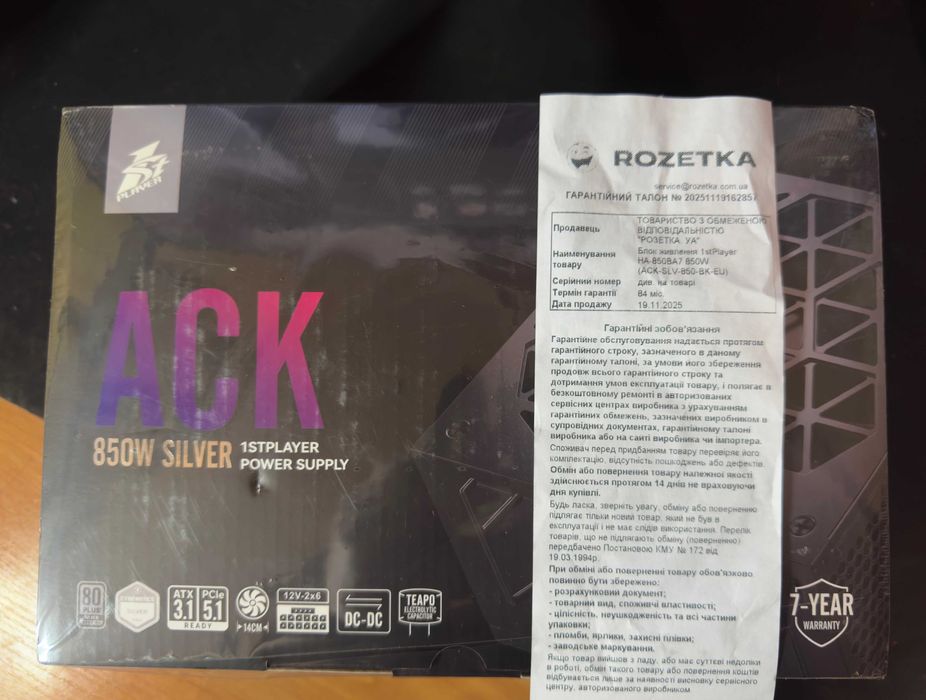 1ST PLAYER
ACK
850W SILVER
1STPLAYER
POWER SUPPLY
80
PLUS
CYBENETICS
SILVER
ATX 3.1
PCIe 5.1
READY
14CM
12V-2x6
DC-DC
TEAPO
ELECTROLYTIC
CAPACITOR
7-YEAR
WARRANTY
ROZETKA
service@rozetka.com.ua
ГАРАНТІЙНИЙ ТАЛОН №
Продавець
ТОВАРИСТВО З ОБМЕЖЕНОЮ
ВІДПОВІДАЛЬНІСТЮ
"РОЗЕТКА. УА"
Найменування
товару
Блок живлення 1stPlayer
HA-850BA7 850W
(ACK-SLV-850-BK-EU)
Серійний номер див. на товарі
Термін гарантії 84 міс.
Дата продажу 19.11.2025
Гарантійні зобов'язання
Гарантійне обслуговування надається протягом
гарантійного строку, зазначеного в даному
гарантійному талоні, за умови його збереження
продовж всього гарантійного строку та
дотримання умов експлуатації товару, і полягає в
безкоштовному ремонті в авторизованих
сервісних центрах виробника з урахуванням
гарантійних обмежень, зазначених виробником в
супровідних документах, гарантійному талоні
виробника або на сайті виробника чи імпортера.
Споживач перед придбанням товару перевіряє його
комплектацію, відсутність пошкоджень або дефектів.
Обмін або повернення товару належної якості
здійснюється протягом 14 днів не враховуючи
дня купівлі.
Будь ласка, зверніть увагу, обміну або поверненню
підлягає тільки новий товар, який не був в
експлуатації і не має слідів використання. Перелік
товарів, що не підлягають обміну (поверненню)
передбачено Постановою КМУ № 172 від
19.03.1994р.
При обміні або поверненні товару обов'язково
повинно бути збережено:
- розрахунковий документ;
- товарний вид, споживчі властивості;
- цілісність, неушкодженість та всі частини
упаковки;
- пломби, ярлики, захисні плівки;
- заводське маркування.
Якщо товар вийшов з ладу, або має суттєві недоліки
в роботі, обмін такого товару або повернення коштів
відбувається лише за наявності висновку сервісного
центру, авторизованого виробником